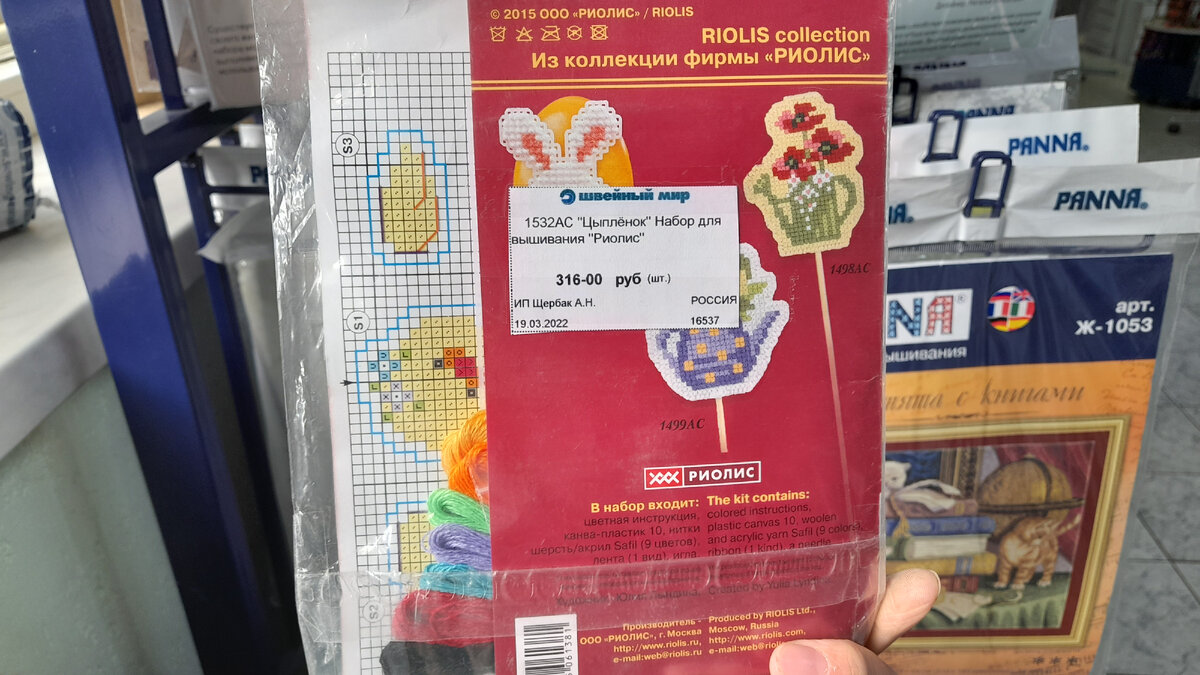 © 2015 ООО «РИОЛИС» / RIOLIS
RIOLIS collection
Из коллекции фирмы «РИОЛИС»
S3
S1
S2
швейный мир
1532АС "Цыплёнок" Набор для
вышивания "Риолис"
316-00 руб (шт.)
ИП Щербак А.Н.
РОССИЯ
19.03.2022
16537
1498АС
1499АС
РИОЛИС
В набор входит:
цветная инструкция,
канва-пластик 10, нитки
шерсть/акрил Safil (9 цветов),
лента (1 вид), игла.
The kit contains:
colored instructions,
plastic canvas 10, woolen
and acrylic yarn Safil (9 colors),
ribbon (1 kind), a needle
Created by Yulia
Производитель -
ООО «РИОЛИС», г. Москва
http://www.riolis.ru,
e-mail:web@riolis.ru
Produced by RIOLIS Ltd.,
Moscow, Russia
http://www.riolis.com,
e-mail:web@riolis.ru
PANNA®
PANNA®
арт.
Ж-1053
вышивания
с книгами